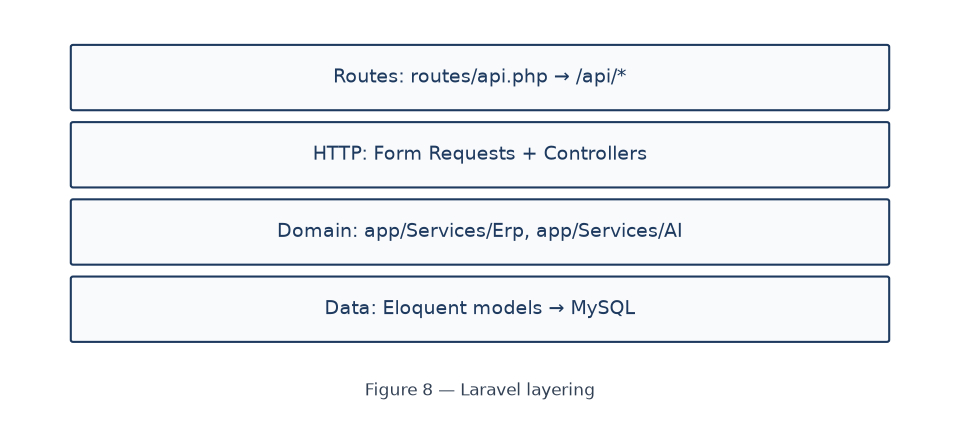 Routes: routes/api.php → /api/*
HTTP: Form Requests + Controllers
Domain: app/Services/Erp, app/Services/AI
Data: Eloquent models → MySQL
Figure 8 — Laravel layering